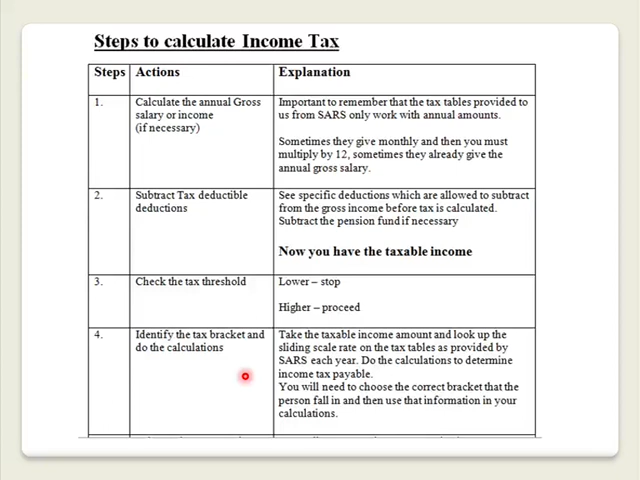 Steps to calculate Income Tax
Steps Actions Explanation
1. Calculate the annual Gross
salary or income
(if necessary)
Important to remember that the tax tables provided to
us from SARS only work with annual amounts.
Sometimes they give monthly and then you must
multiply by 12, sometimes they already give the
annual gross salary.
2. Subtract Tax deductible
deductions
See specific deductions which are allowed to subtract
from the gross income before tax is calculated.
Subtract the pension fund if necessary
Now you have the taxable income
3. Check the tax threshold
Lower – stop
Higher – proceed
4. Identify the tax bracket and
do the calculations
Take the taxable income amount and look up the
sliding scale rate on the tax tables as provided by
SARS each year. Do the calculations to determine
income tax payable.
You will need to choose the correct bracket that the
person fall in and then use that information in your
calculations.